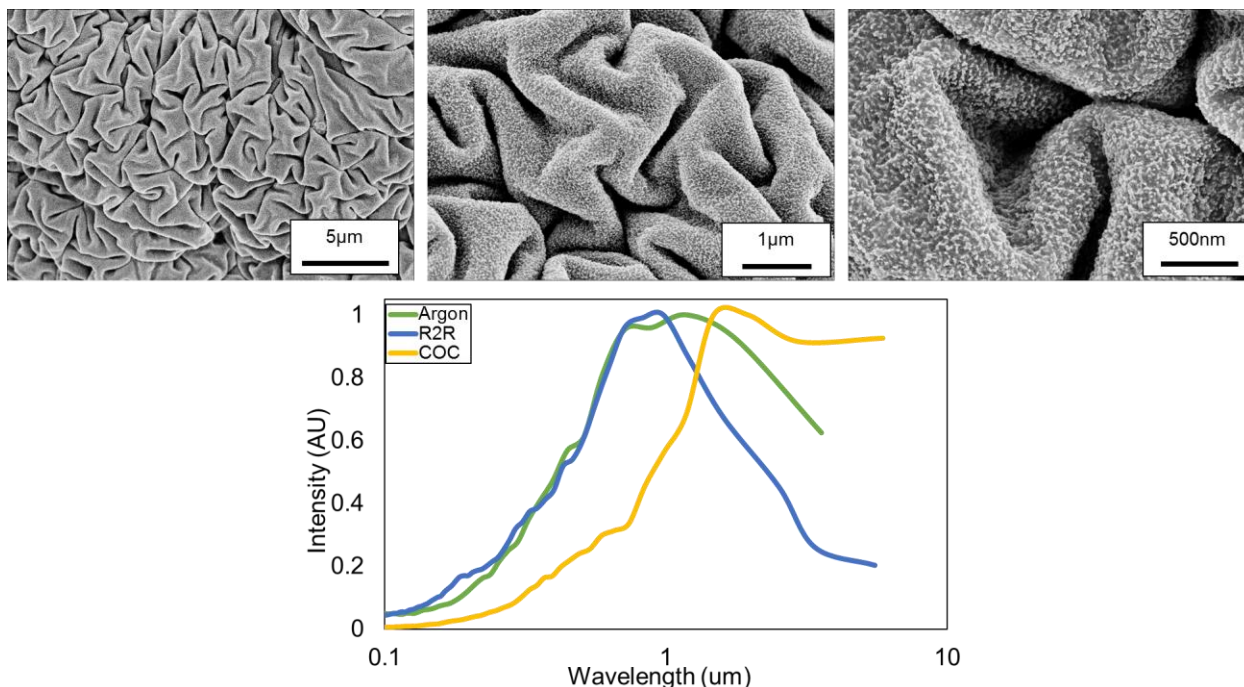 5µm
1µm
500nm
Argon
R2R
COC
Intensity (AU)
1
0.8
0.6
0.4
0.2
0
0.1
1
10
Wavelength (um)